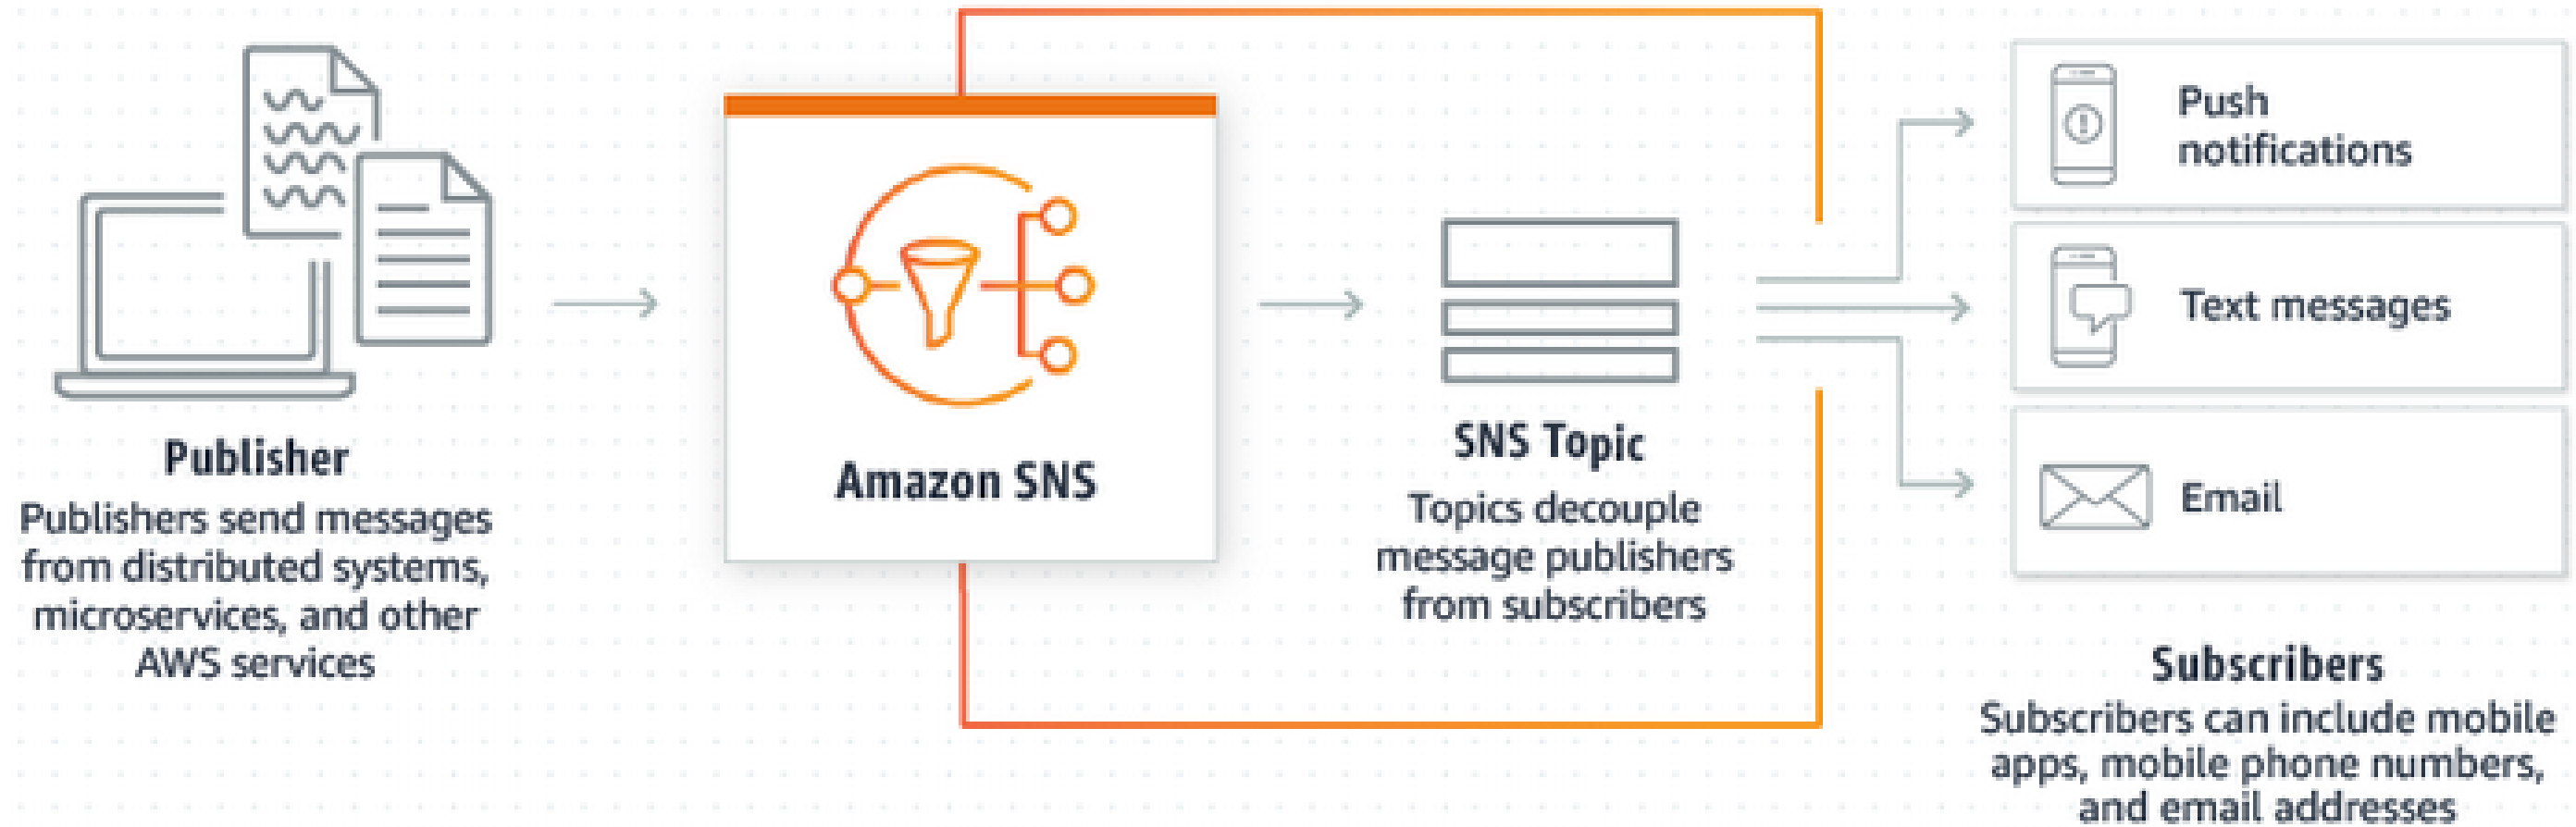 Publisher
Publishers send messages
from distributed systems,
microservices, and other
AWS services
Amazon SNS
SNS Topic
Topics decouple
message publishers
from subscribers
Push
notifications
Text messages
Email
Subscribers
Subscribers can include mobile
apps, mobile phone numbers,
and email addresses